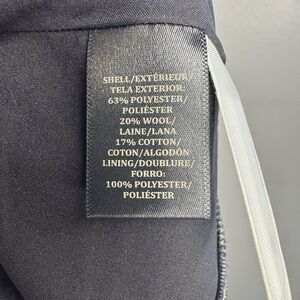 SHELL/EXTÉRIEUR/
TELA EXTERIOR:
63% POLYESTER/
POLIÉSTER
20% WOOL/
LAINE/LANA
17% COTTON/
COTON/ALGODÓN
LINING/DOUBLURE/
FORRO:
100% POLYESTER/
POLIÉSTER